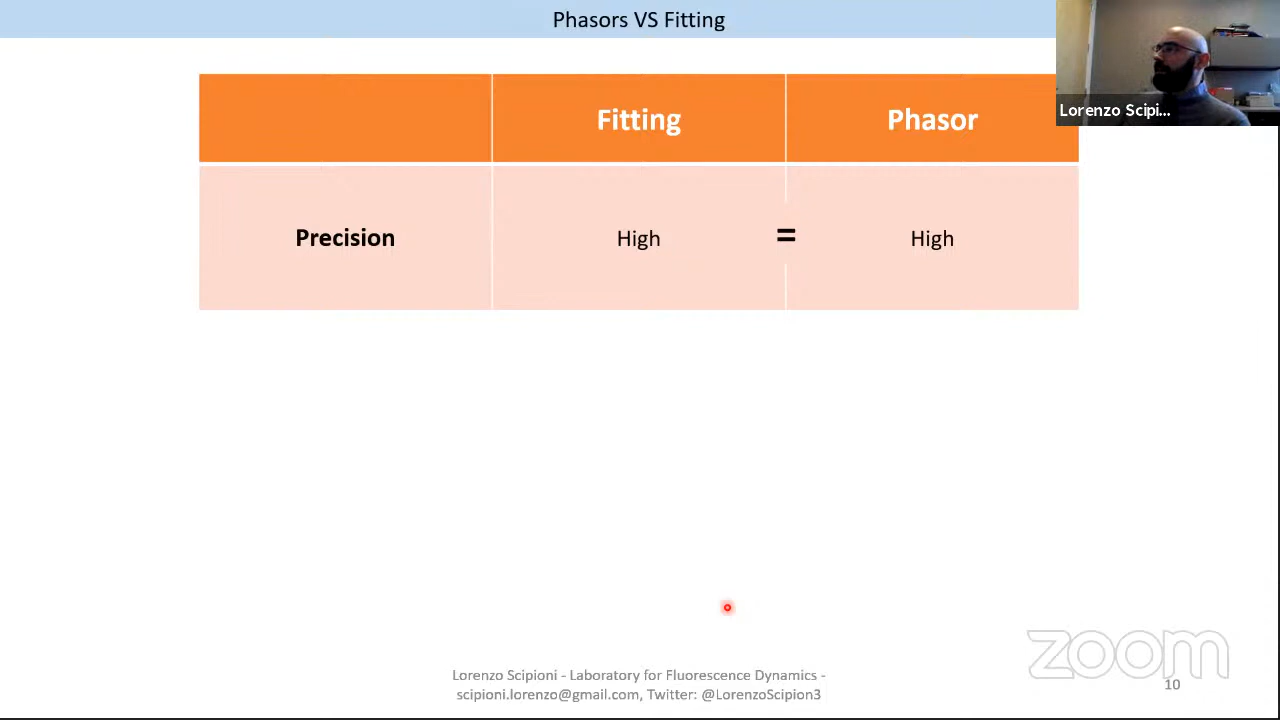 Phasors VS Fitting
Lorenzo Scipi...
Fitting
Phasor
Precision
High
=
High
zoom
Lorenzo Scipioni - Laboratory for Fluorescence Dynamics -
scipioni.lorenzo@gmail.com, Twitter: @LorenzoScipion3
10